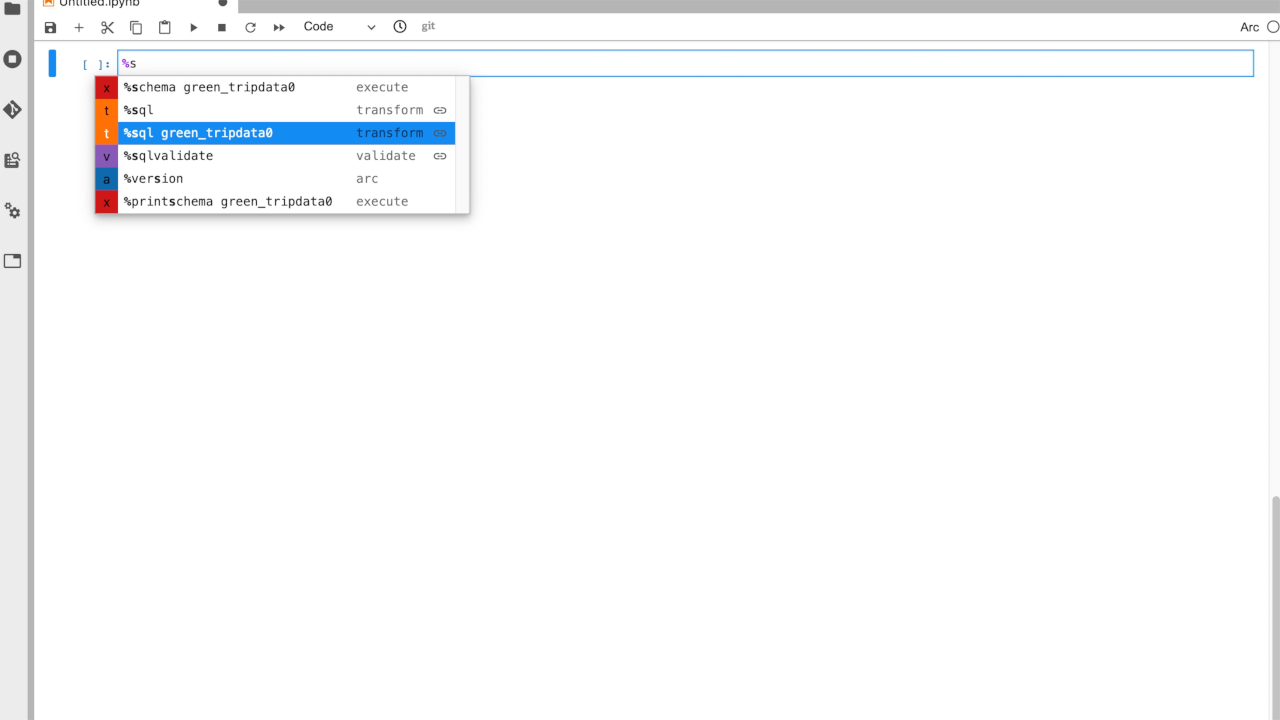 Untitled.ipynb
Code git Arc
[ ]: %s
x %schema green_tripdata0 execute
t %sql transform
t %sql green_tripdata0 transform
v %sqlvalidate validate
a %version arc
x %printschema green_tripdata0 execute